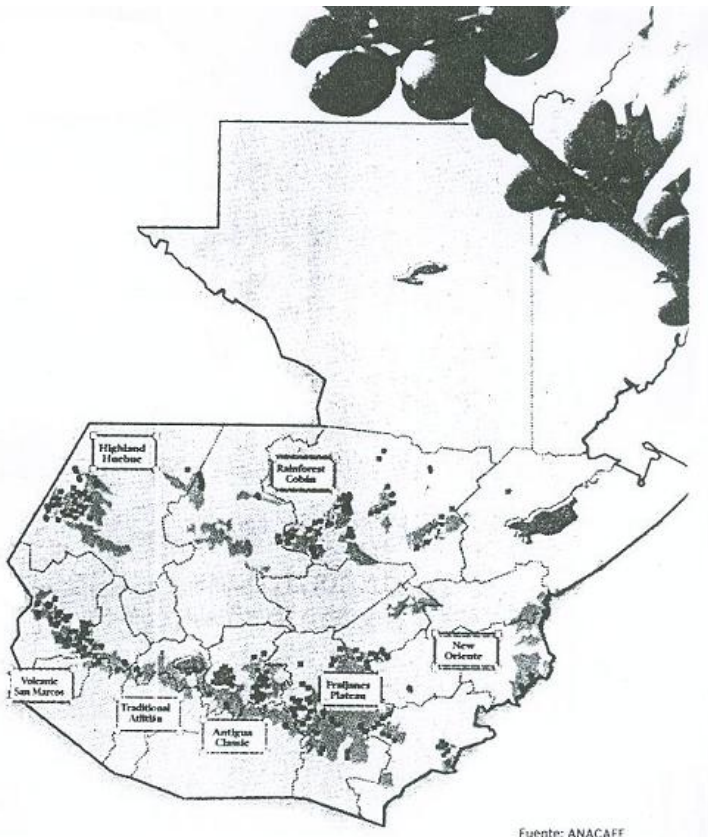 Highland
Huehue
Rainforest
Cobán
New
Oriente
Volcanic
San Marcos
Fraijanes
Plateau
Traditional
Atitlán
Antigua
Classic
Fuente: ANACAFE